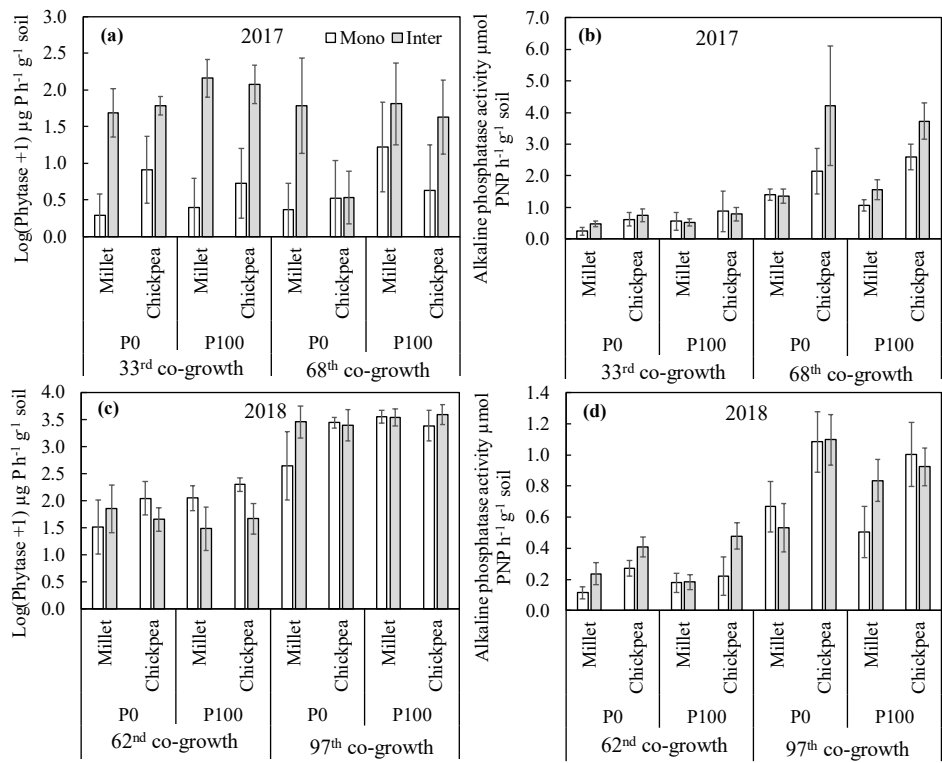 (a) 2017
Mono Inter
Log(Phytase +1) µg P h-1 g-1 soil
3.0
2.5
2.0
1.5
1.0
0.5
0.0
Millet Chickpea Millet Chickpea Millet Chickpea Millet Chickpea
P0 P100 P0 P100
33rd co-growth 68th co-growth
(b) 2017
Alkaline phosphatase activity µmol
PNP h-1 g-1 soil
7.0
6.0
5.0
4.0
3.0
2.0
1.0
0.0
Millet Chickpea Millet Chickpea Millet Chickpea Millet Chickpea
P0 P100 P0 P100
33rd co-growth 68th co-growth
(c) 2018
Log(Phytase +1) µg P h-1 g-1 soil
4.0
3.5
3.0
2.5
2.0
1.5
1.0
0.5
0.0
Millet Chickpea Millet Chickpea Millet Chickpea Millet Chickpea
P0 P100 P0 P100
62nd co-growth 97th co-growth
(d) 2018
Alkaline phosphatase activity µmol
PNP h-1 g-1 soil
1.4
1.2
1.0
0.8
0.6
0.4
0.2
0.0
Millet Chickpea Millet Chickpea Millet Chickpea Millet Chickpea
P0 P100 P0 P100
62nd co-growth 97th co-growth